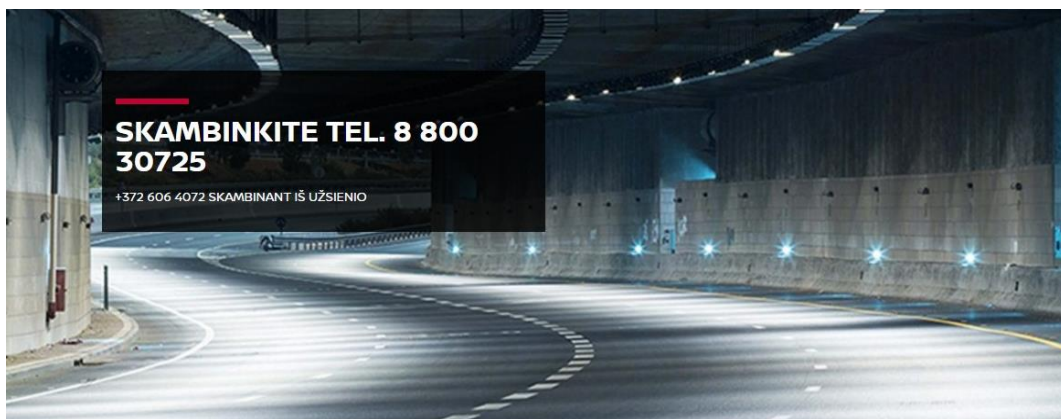 SKAMBINKITE TEL. 8 800
30725
+372 606 4072 SKAMBINANT IŠ UŽSIENIO